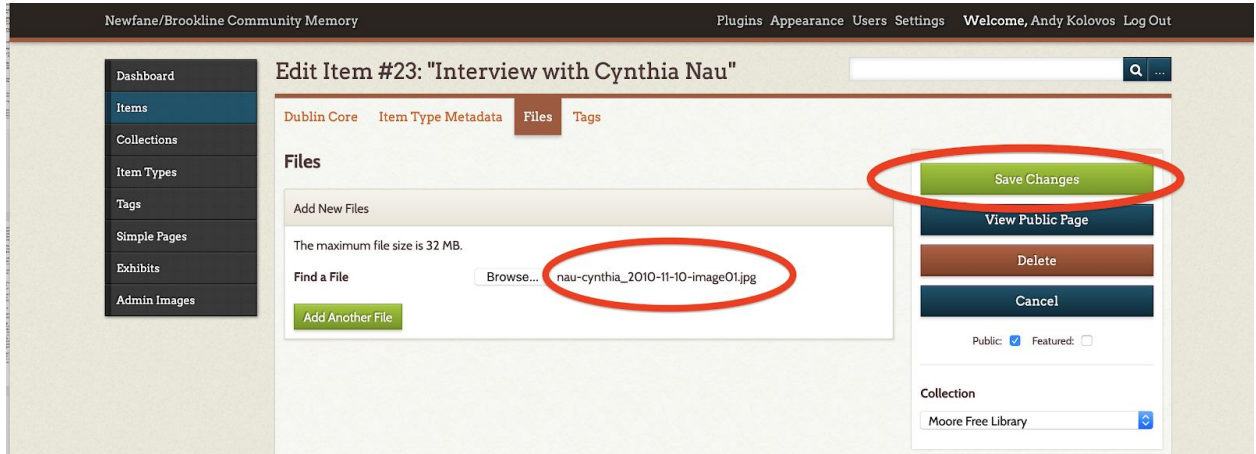 Newfane/Brookline Community Memory
Plugins Appearance Users Settings Welcome, Andy Kolovos Log Out
Dashboard
Items
Collections
Item Types
Tags
Simple Pages
Exhibits
Admin Images
Edit Item #23: "Interview with Cynthia Nau"
...
Dublin Core Item Type Metadata Files Tags
Files
Add New Files
The maximum file size is 32 MB.
Find a File Browse... nau-cynthia_2010-11-10-image01.jpg
Add Another File
Save Changes
View Public Page
Delete
Cancel
Public: Featured:
Collection
Moore Free Library